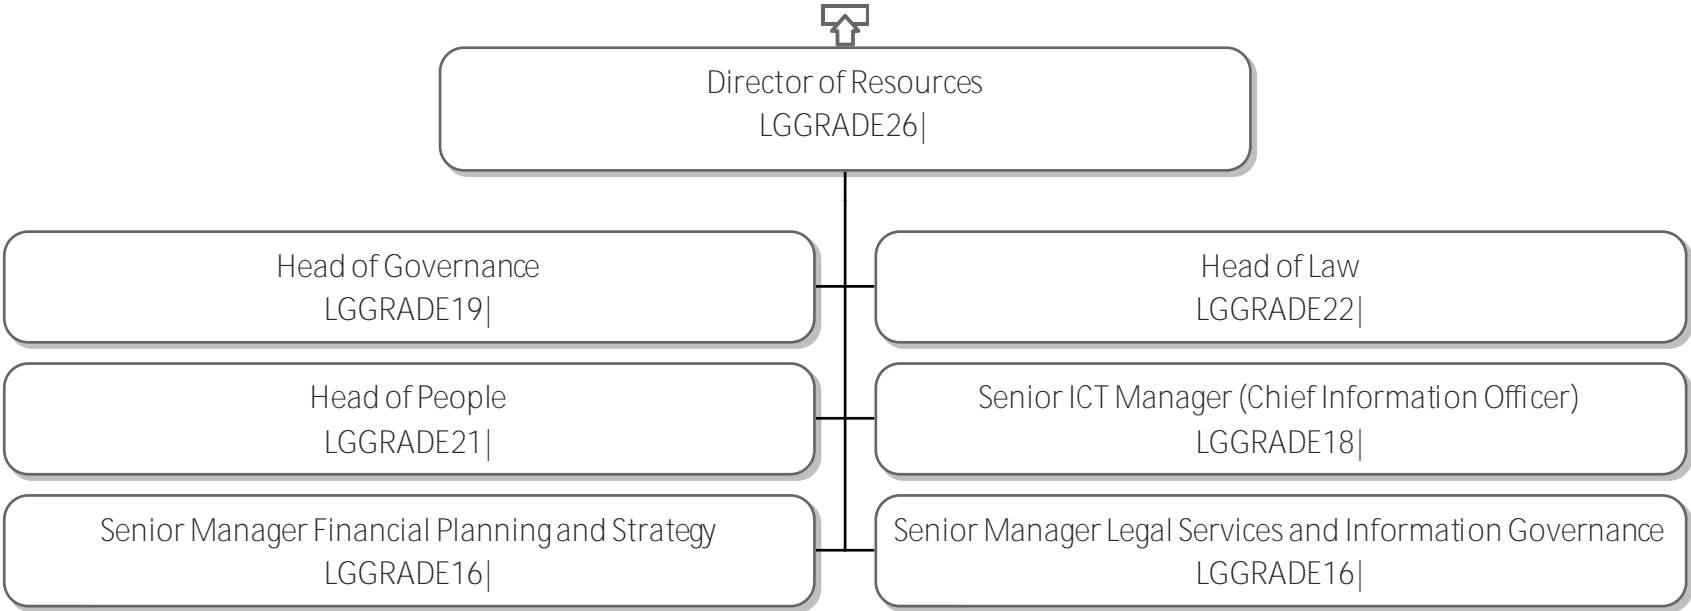 Director of Resources
LGGRADE26|
Head of Governance
LGGRADE19|
Head of Law
LGGRADE22|
Head of People
LGGRADE21|
Senior ICT Manager (Chief Information Officer)
LGGRADE18|
Senior Manager Financial Planning and Strategy
LGGRADE16|
Senior Manager Legal Services and Information Governance
LGGRADE16|